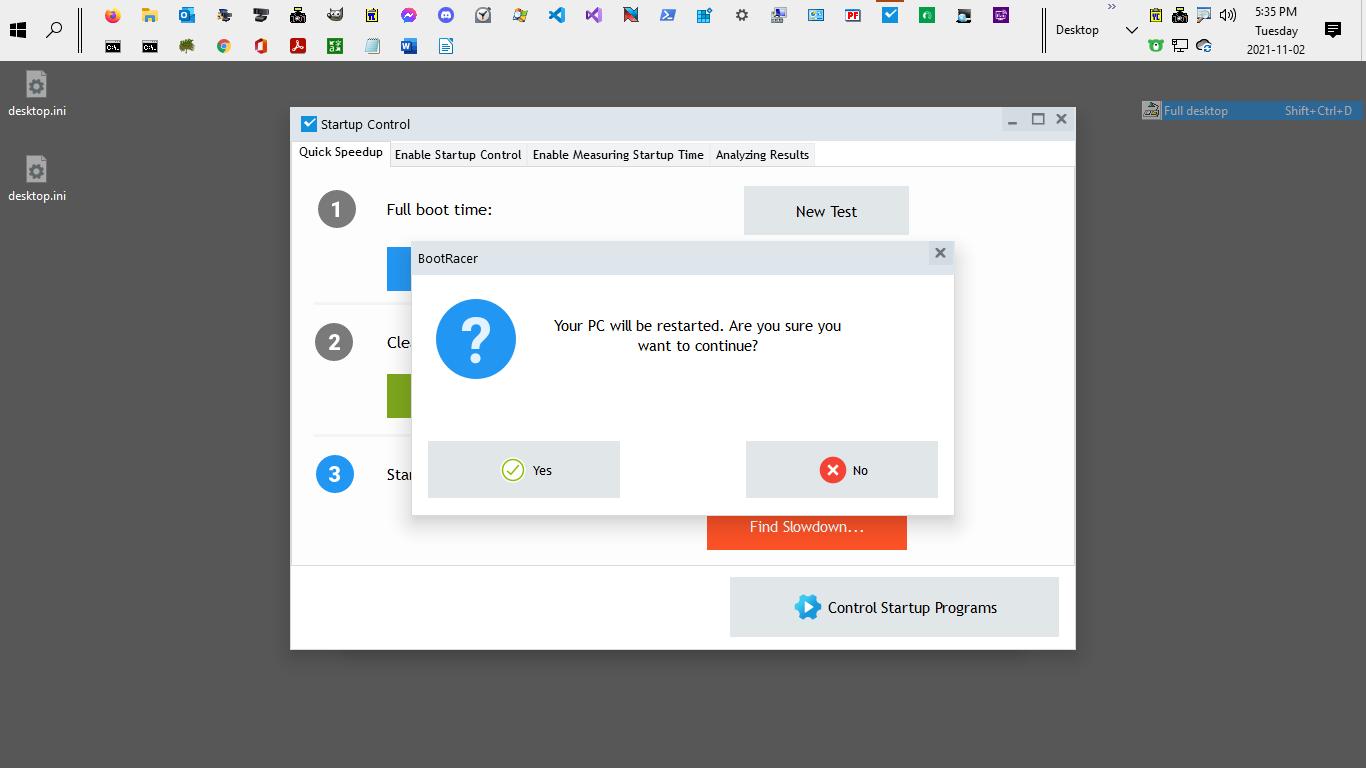 5:35 PM
Desktop
Tuesday
2021-11-02
desktop.ini
Full desktop Shift+Ctrl+D
Startup Control
Quick Speedup Enable Startup Control Enable Measuring Startup Time Analyzing Results
desktop.ini
1 Full boot time: New Test
BootRacer
? Your PC will be restarted. Are you sure you
want to continue?
2 Cle
3 Star
Yes No
Find Slowdown...
Control Startup Programs